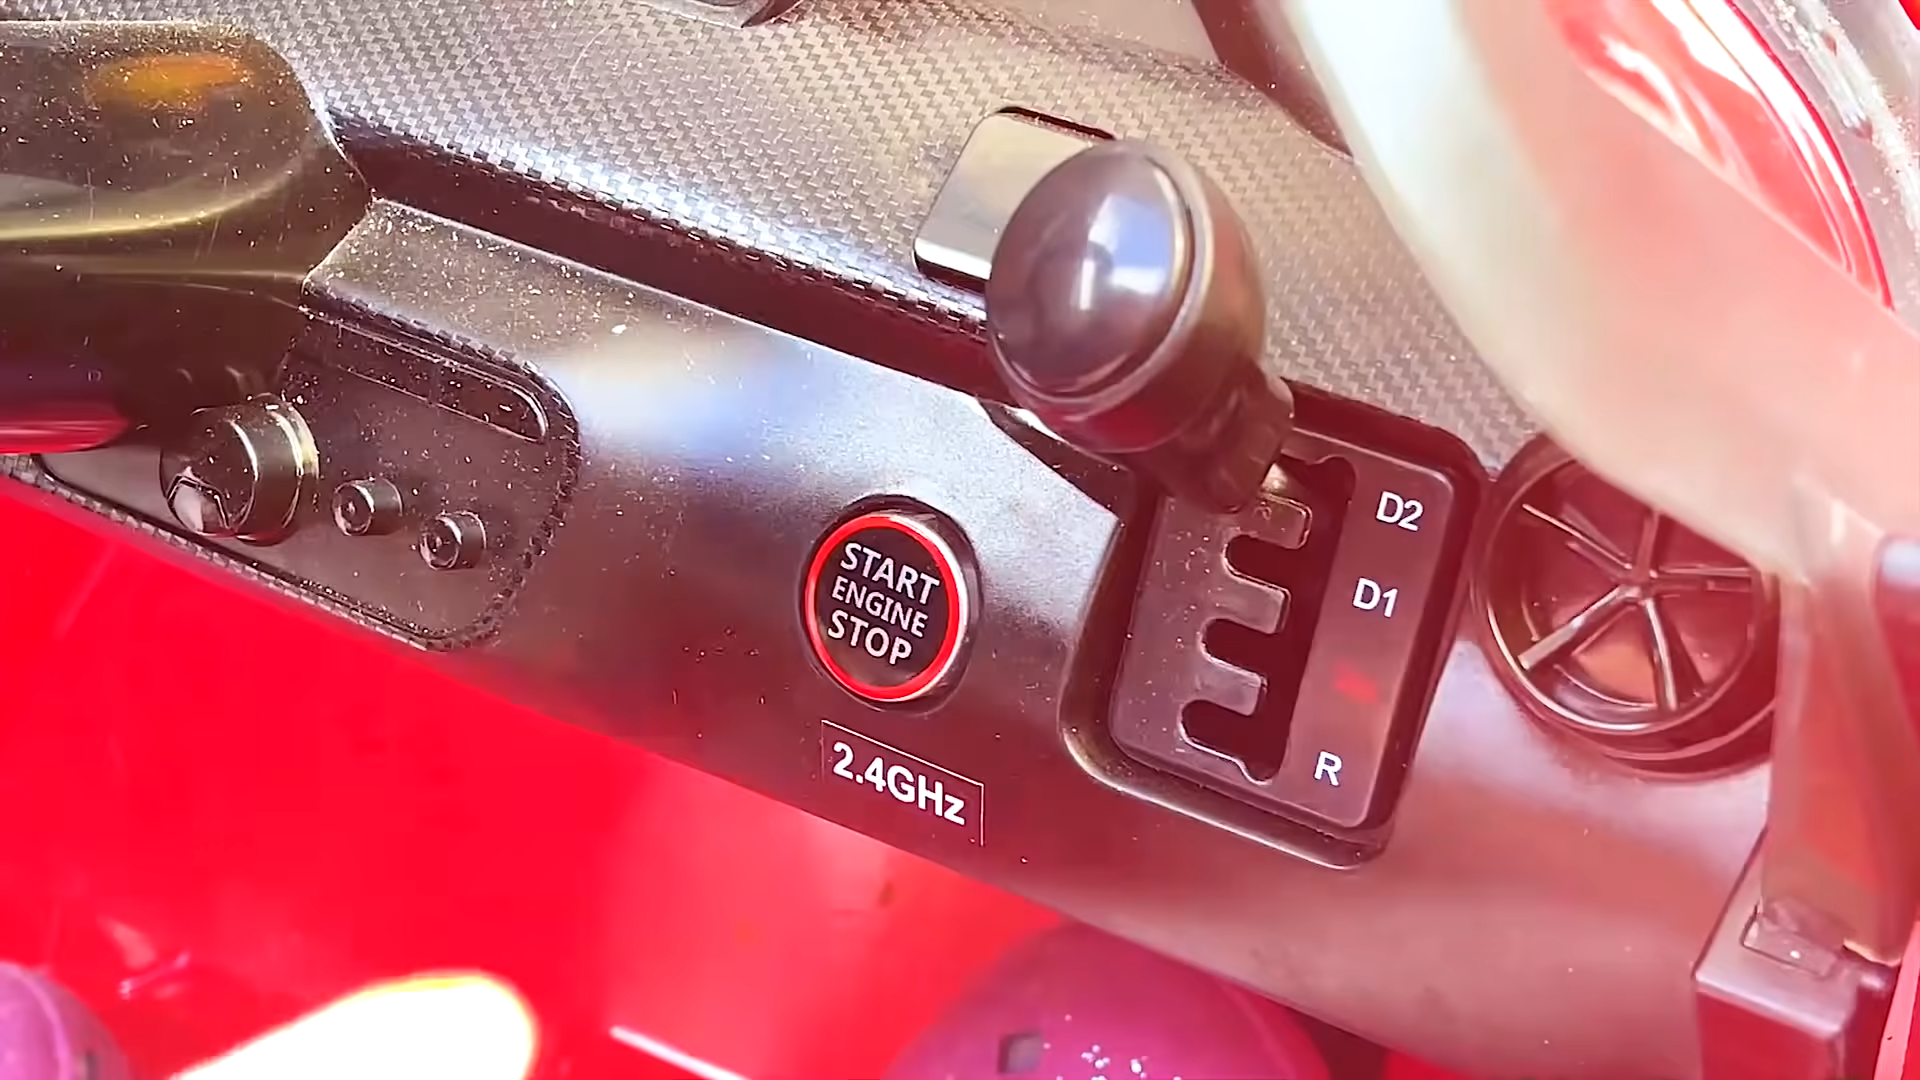 START
ENGINE
STOP
2.4GHz
D2
D1
R